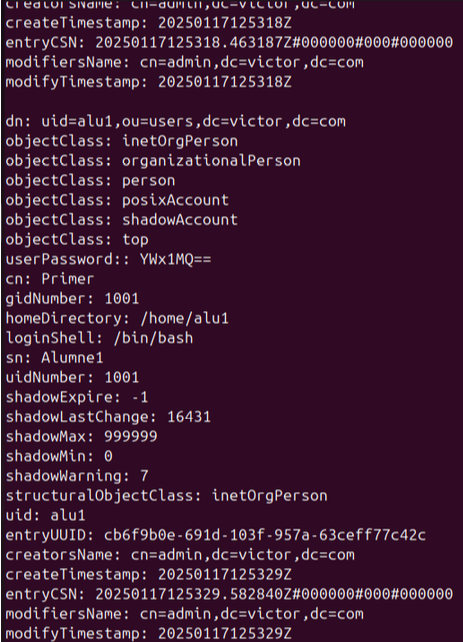 creatorsName: cn=admin,dc=victor,dc=com
createTimestamp: 20250117125318Z
entryCSN: 20250117125318.463187Z#000000#000#000000
modifiersName: cn=admin,dc=victor,dc=com
modifyTimestamp: 20250117125318Z
dn: uid=alu1,ou=users,dc=victor,dc=com
objectClass: inetOrgPerson
objectClass: organizationalPerson
objectClass: person
objectClass: posixAccount
objectClass: shadowAccount
objectClass: top
userPassword:: YWx1MQ==
cn: Primer
gidNumber: 1001
homeDirectory: /home/alu1
loginShell: /bin/bash
sn: Alumne1
uidNumber: 1001
shadowExpire: -1
shadowLastChange: 16431
shadowMax: 999999
shadowMin: 0
shadowWarning: 7
structuralObjectClass: inetOrgPerson
uid: alu1
entryUUID: cb6f9b0e-691d-103f-957a-63ceff77c42c
creatorsName: cn=admin,dc=victor,dc=com
createTimestamp: 20250117125329Z
entryCSN: 20250117125329.582840Z#000000#000#000000
modifiersName: cn=admin,dc=victor,dc=com
modifyTimestamp: 20250117125329Z